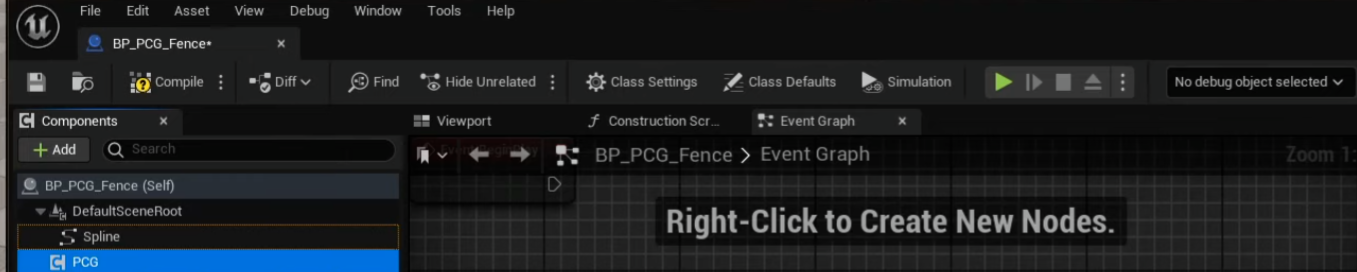 File Edit Asset View Debug Window Tools Help
BP_PCG_Fence*
Compile Diff Find Hide Unrelated Class Settings Class Defaults Simulation No debug object selected
Components Viewport Construction Scr... Event Graph
Add Search BP_PCG_Fence > Event Graph Zoom 1:
BP_PCG_Fence (Self)
DefaultSceneRoot
Right-Click to Create New Nodes.
Spline
PCG